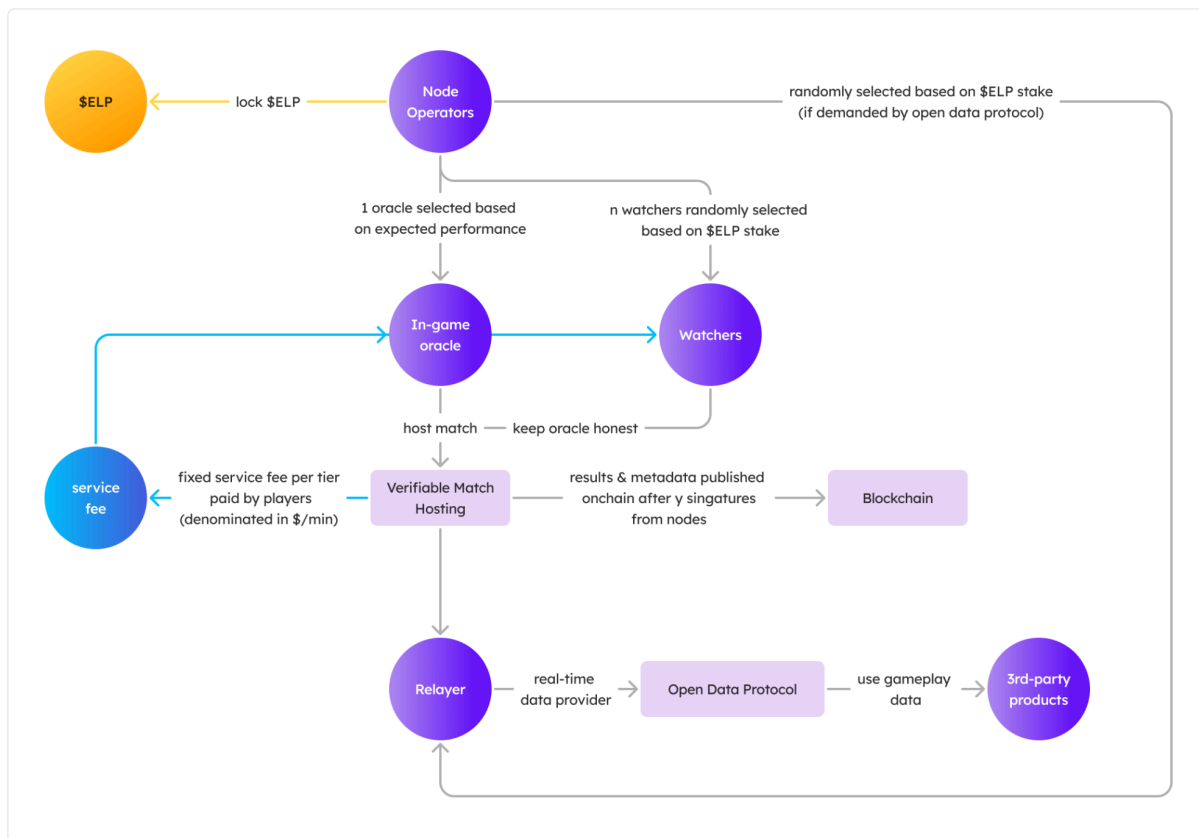 $ELP
lock $ELP
Node
Operators
randomly selected based on $ELP stake
(if demanded by open data protocol)
1 oracle selected based
on expected performance
n watchers randomly selected
based on $ELP stake
In-game
oracle
Watchers
host match
keep oracle honest
service
fee
fixed service fee per tier
paid by players
(denominated in $/min)
Verifiable Match
Hosting
results & metadata published
onchain after y singatures
from nodes
Blockchain
Relayer
real-time
data provider
Open Data Protocol
use gameplay
data
3rd-party
products